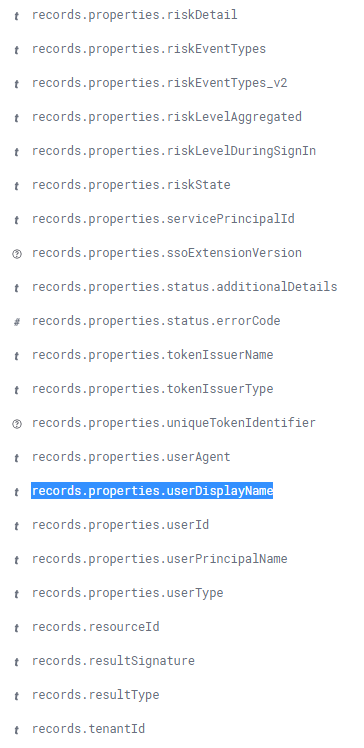 t records.properties.riskDetail
t records.properties.riskEventTypes
t records.properties.riskEventTypes_v2
t records.properties.riskLevelAggregated
t records.properties.riskLevelDuringSignIn
t records.properties.riskState
t records.properties.servicePrincipalId
? records.properties.ssoExtensionVersion
t records.properties.status.additionalDetails
# records.properties.status.errorCode
t records.properties.tokenIssuerName
t records.properties.tokenIssuerType
? records.properties.uniqueTokenIdentifier
t records.properties.userAgent
t records.properties.userDisplayName
t records.properties.userId
t records.properties.userPrincipalName
t records.properties.userType
t records.resourceId
t records.resultSignature
t records.resultType
t records.tenantId